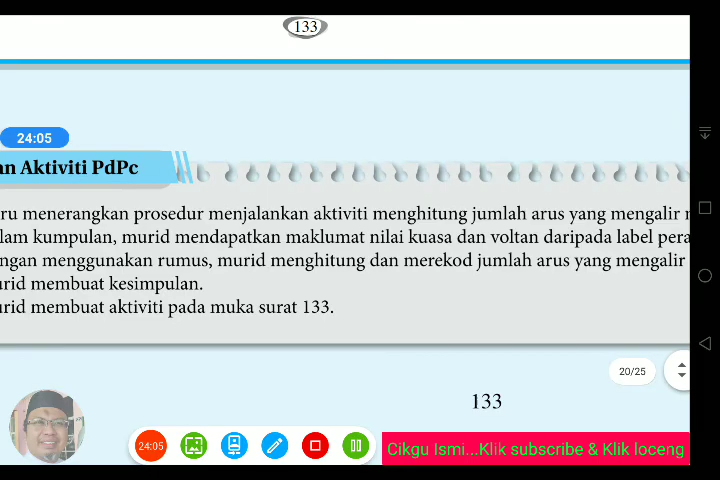 133
24:05
an Aktiviti PdPc
ru menerangkan prosedur menjalankan aktiviti menghitung jumlah arus yang mengalir
lam kumpulan, murid mendapatkan maklumat nilai kuasa dan voltan daripada label pera
ngan menggunakan rumus, murid menghitung dan merekod jumlah arus yang mengalir
urid membuat kesimpulan.
urid membuat aktiviti pada muka surat 133.
20/25
133
24:05
Cikgu Ismi...Klik subscribe & Klik loceng